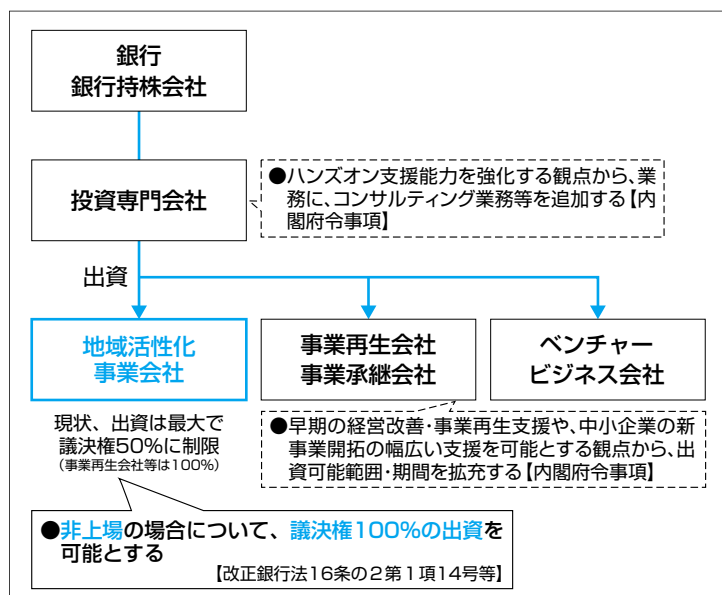 銀行
銀行持株会社
投資専門会社
●ハンズオン支援能力を強化する観点から、業
務に、コンサルティング業務等を追加する【内
閣府令事項】
出資
地域活性化
事業会社
事業再生会社
事業承継会社
ベンチャー
ビジネス会社
現状、出資は最大で
議決権50%に制限
（事業再生会社等は100%）
●早期の経営改善・事業再生支援や、中小企業の新
事業開拓の幅広い支援を可能とする観点から、出
資可能範囲・期間を拡充する【内閣府令事項】
●非上場の場合について、議決権100%の出資を
可能とする
【改正銀行法16条の2第1項14号等】